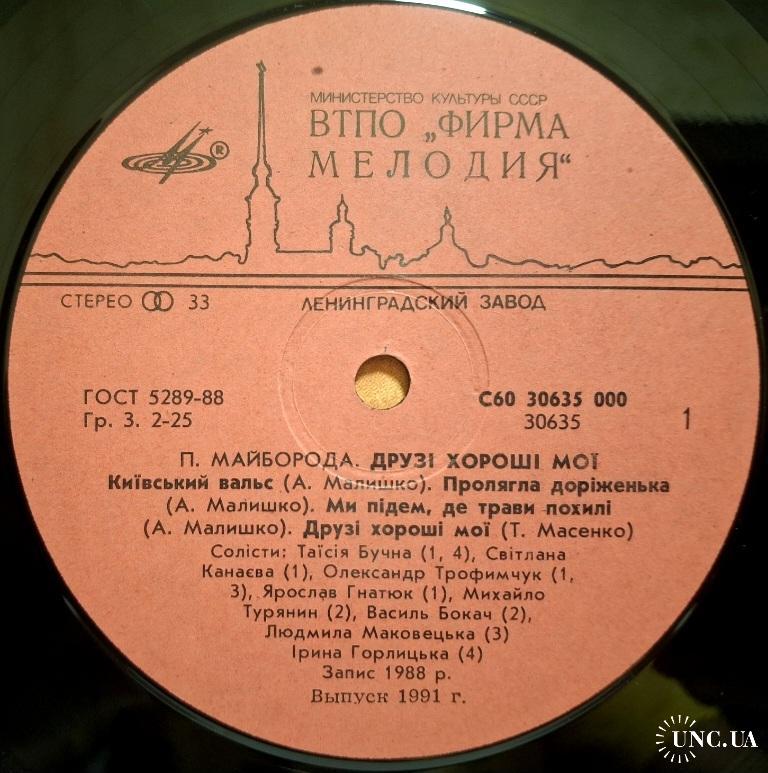 МИНИСТЕРСТВО КУЛЬТУРЫ СССР
ВТПО „ФИРМА
МЕЛОДИЯ“
®
СТЕРЕО 33 ЛЕНИНГРАДСКИЙ ЗАВОД
ГОСТ 5289-88 С60 30635 000
Гр. 3. 2-25 30635 1
П. МАЙБОРОДА. ДРУЗІ ХОРОШІ МОЇ
Київський вальс (А. Малишко). Пролягла доріженька
(А. Малишко). Ми підем, де трави похилі
(А. Малишко). Друзі хороші мої (Т. Масенко)
Солісти: Таїсія Бучна (1, 4), Світлана
Канаєва (1), Олександр Трофимчук (1,
3), Ярослав Гнатюк (1), Михайло
Турянин (2), Василь Бокач (2),
Людмила Маковецька (3)
Ірина Горлицька (4)
Запис 1988 р.
Выпуск 1991 г.
UNC.UA